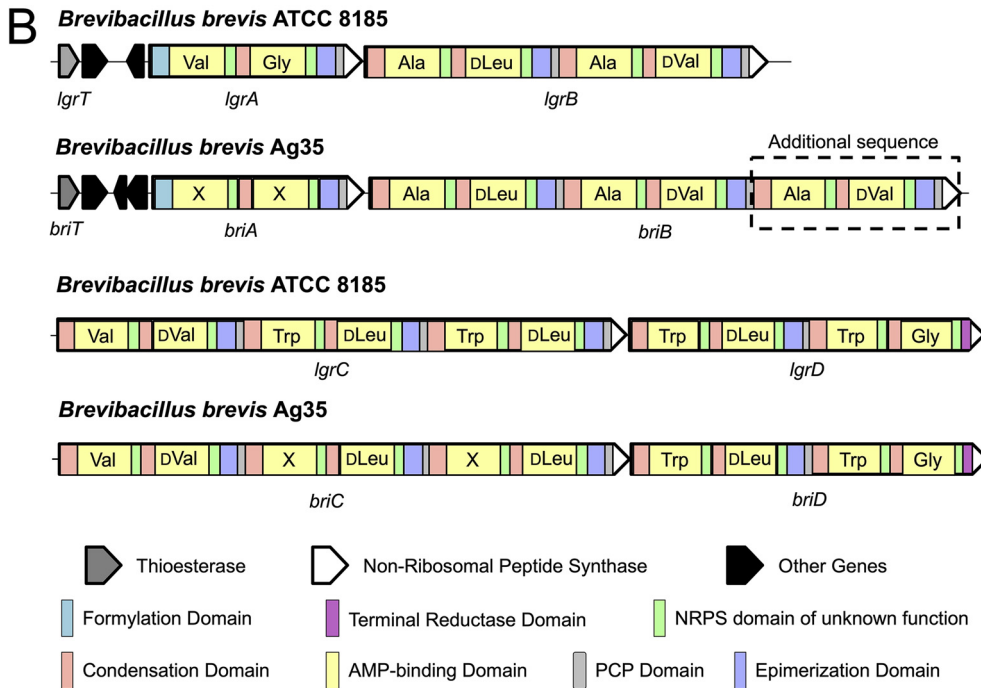 B
Brevibacillus brevis ATCC 8185
Val Gly Ala DLeu Ala DVal
lgrT lgrA lgrB
Brevibacillus brevis Ag35
Additional sequence
X X Ala DLeu Ala DVal Ala DVal
briT briA briB
Brevibacillus brevis ATCC 8185
Val DVal Trp DLeu Trp DLeu Trp DLeu Trp Gly
lgrC lgrD
Brevibacillus brevis Ag35
Val DVal X DLeu X DLeu Trp DLeu Trp Gly
briC briD
Thioesterase Non-Ribosomal Peptide Synthase Other Genes
Formylation Domain Terminal Reductase Domain NRPS domain of unknown function
Condensation Domain AMP-binding Domain PCP Domain Epimerization Domain